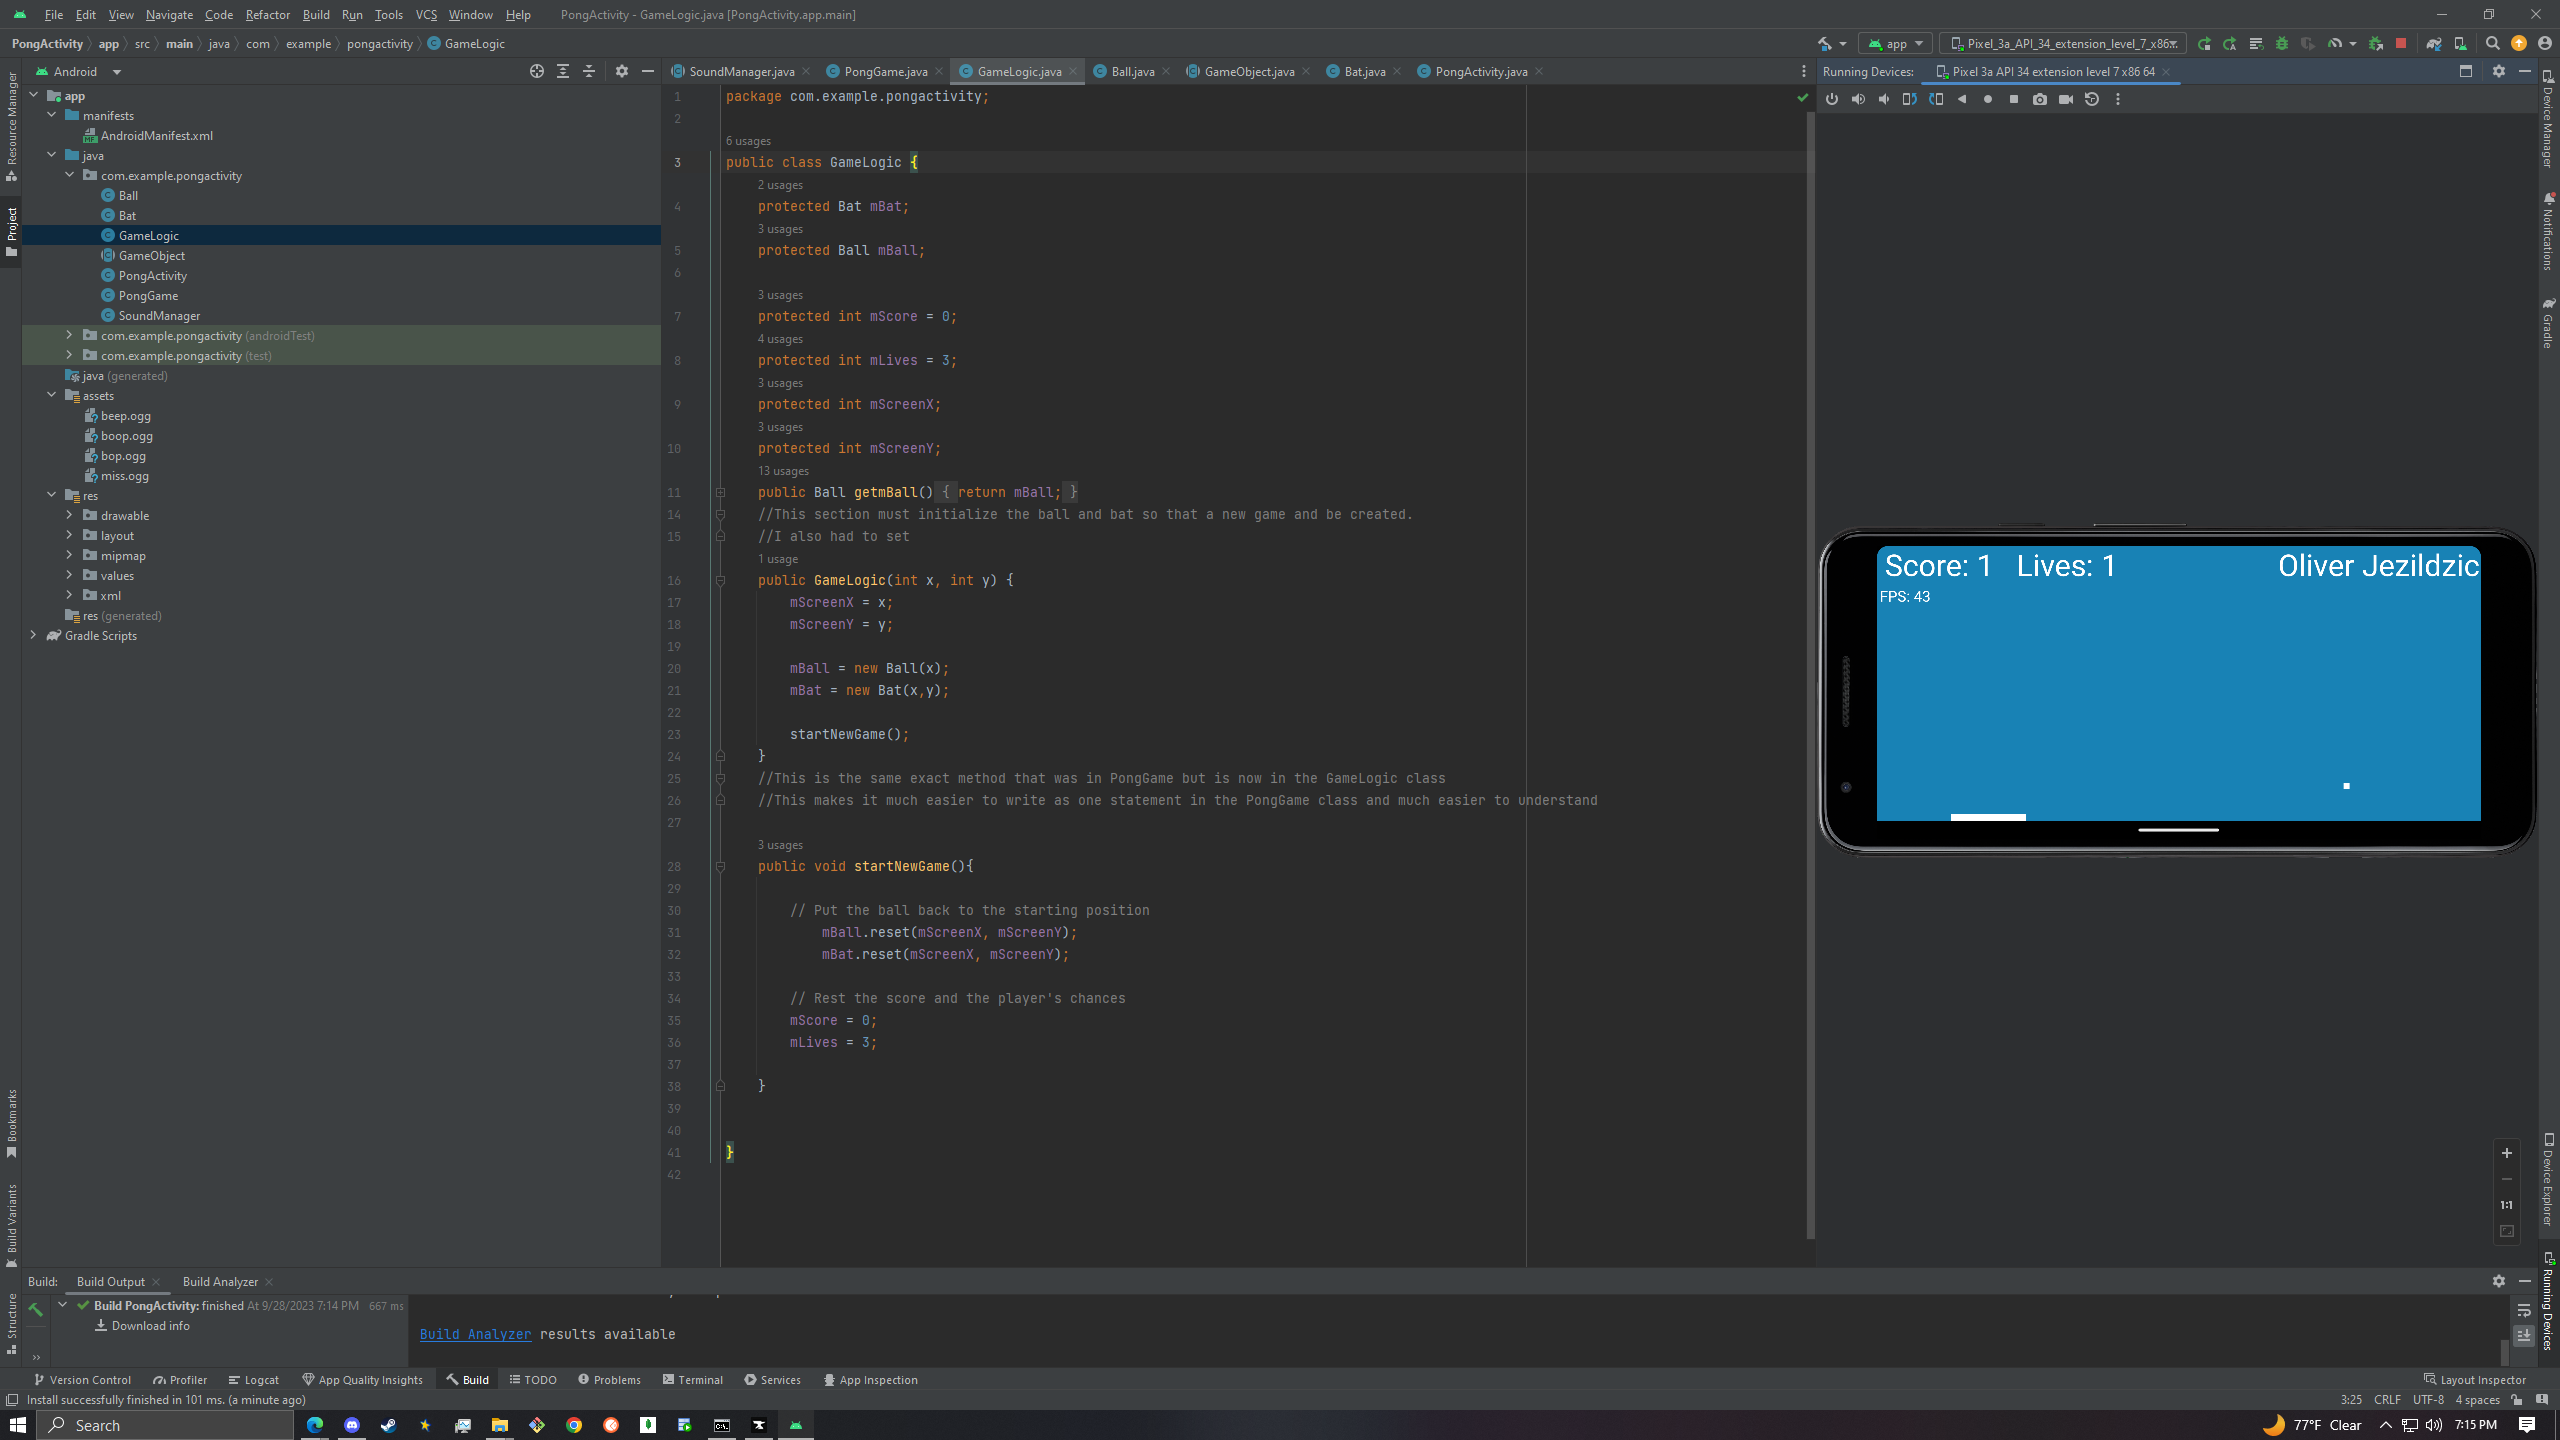 File Edit View Navigate Code Refactor Build Run Tools VCS Window Help PongActivity - GameLogic.java [PongActivity.app.main]
PongActivity app src main java com example pongactivity GameLogic app Pixel_3a_API_34_extension_level_7_x86...
Android
SoundManager.java PongGame.java GameLogic.java Ball.java GameObject.java Bat.java PongActivity.java
Running Devices: Pixel 3a API 34 extension level 7 x86 64
Resource Manager
Project
Bookmarks
Build Variants
Structure
app
manifests
AndroidManifest.xml
java
com.example.pongactivity
Ball
Bat
GameLogic
GameObject
PongActivity
PongGame
SoundManager
com.example.pongactivity (androidTest)
com.example.pongactivity (test)
java (generated)
assets
beep.ogg
boop.ogg
bop.ogg
miss.ogg
res
drawable
layout
mipmap
values
xml
res (generated)
Gradle Scripts
1 package com.example.pongactivity;
2
6 usages
3 public class GameLogic {
2 usages
4 protected Bat mBat;
3 usages
5 protected Ball mBall;
6
3 usages
7 protected int mScore = 0;
4 usages
8 protected int mLives = 3;
3 usages
9 protected int mScreenX;
3 usages
10 protected int mScreenY;
13 usages
11 public Ball getmBall() { return mBall; }
14 //This section must initialize the ball and bat so that a new game and be created.
15 //I also had to set
1 usage
16 public GameLogic(int x, int y) {
17 mScreenX = x;
18 mScreenY = y;
19
20 mBall = new Ball(x);
21 mBat = new Bat(x,y);
22
23 startNewGame();
24 }
25 //This is the same exact method that was in PongGame but is now in the GameLogic class
26 //This makes it much easier to write as one statement in the PongGame class and much easier to understand
27
3 usages
28 public void startNewGame(){
29
30 // Put the ball back to the starting position
31 mBall.reset(mScreenX, mScreenY);
32 mBat.reset(mScreenX, mScreenY);
33
34 // Rest the score and the player's chances
35 mScore = 0;
36 mLives = 3;
37
38 }
39
40
41 }
42
Score: 1 Lives: 1 Oliver Jezildzic
FPS: 43
1:1
Device Manager
Notifications
Gradle
Device Explorer
Running Devices
Build: Build Output Build Analyzer
Build PongActivity: finished At 9/28/2023 7:14 PM 667 ms
Download info
Build Analyzer results available
Version Control Profiler Logcat App Quality Insights Build TODO Problems Terminal Services App Inspection Layout Inspector
Install successfully finished in 101 ms. (a minute ago) 3:25 CRLF UTF-8 4 spaces
Search 77°F Clear 7:15 PM